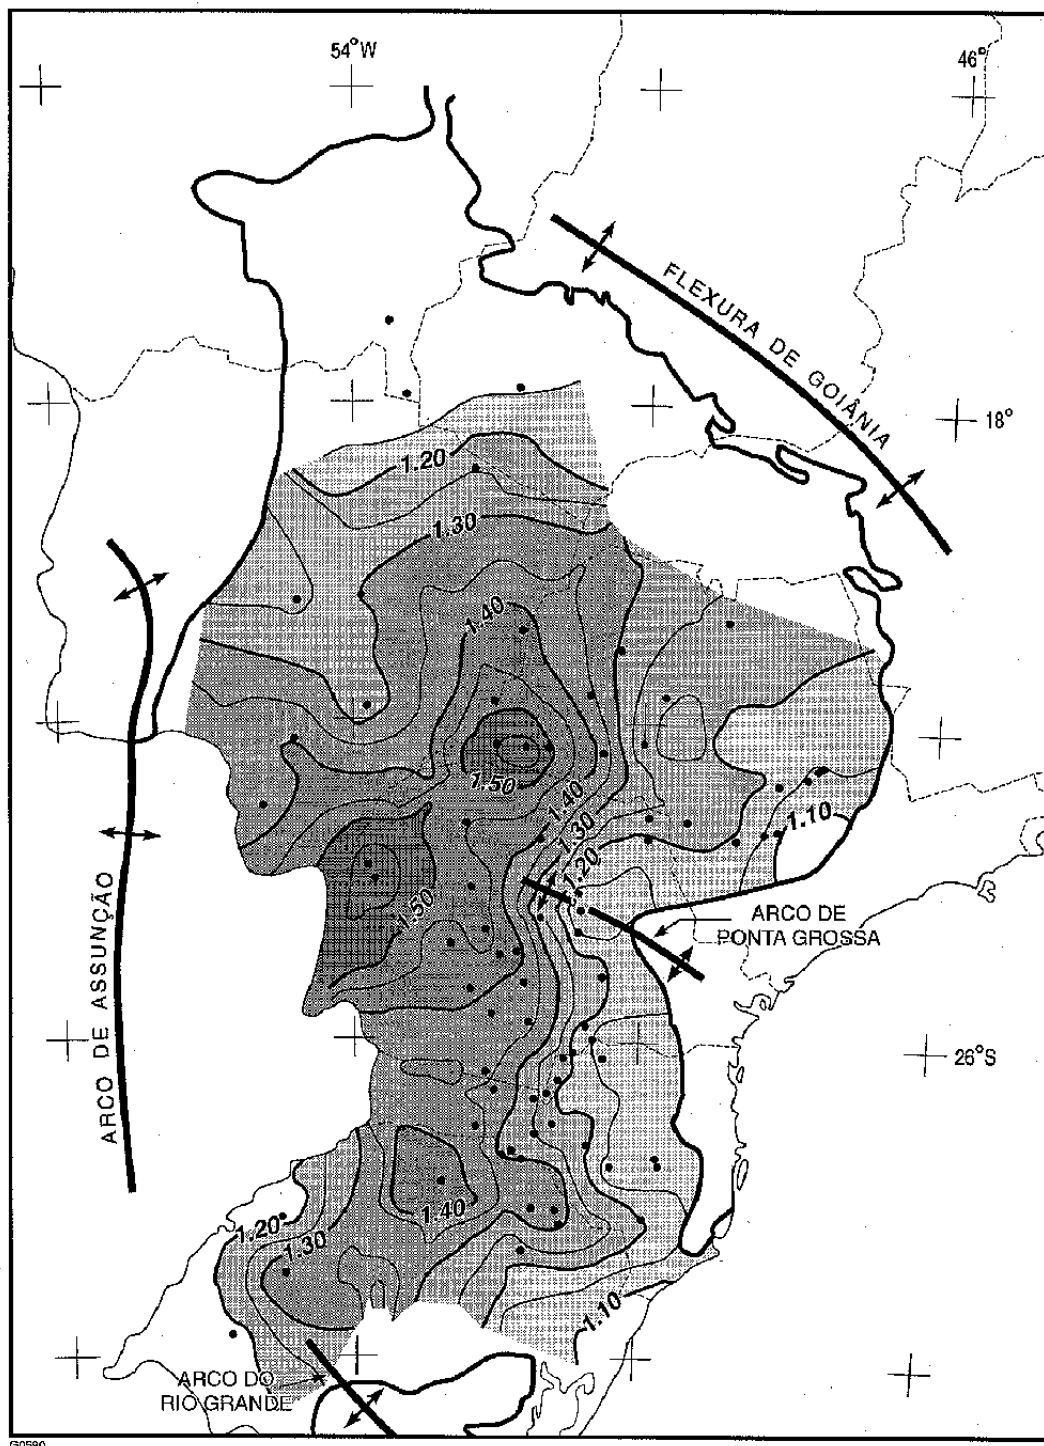 54°W
46°
FLEXURA DE GOIÂNIA
18°
1.20
1.30
1.40
1.50
1.40
1.30
1.20
1.10
1.50
ARCO DE
PONTA GROSSA
ARCO DE ASSUNÇÃO
26°S
1.40
1.20
1.30
1.10
ARCO DO
RIO GRANDE
G0590